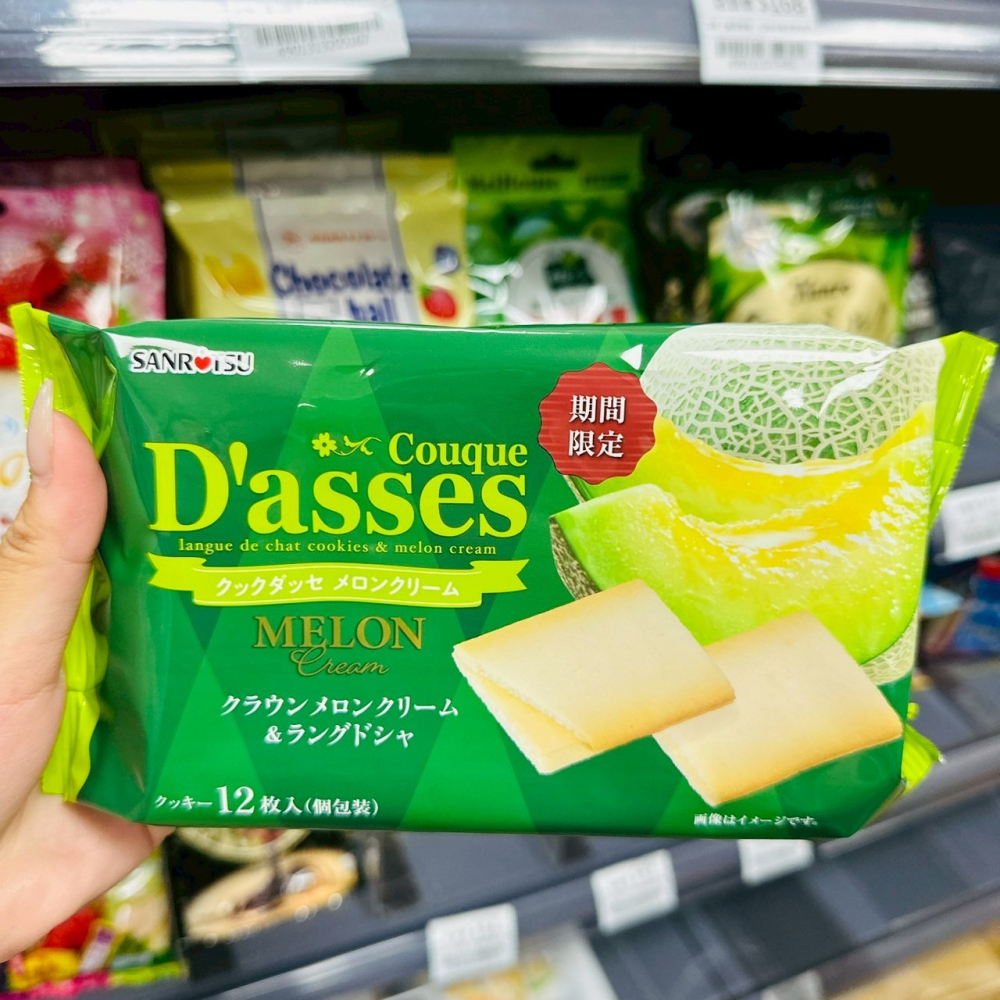 Chocolate
ball
SANR♥TSU
期間
限定
Couque
D'asses
langue de chat cookies & melon cream
クックダッセ メロンクリーム
MELON
Cream
クラウンメロンクリーム
&ラングドシャ
クッキー12枚入(個包装)
画像はイメージです。